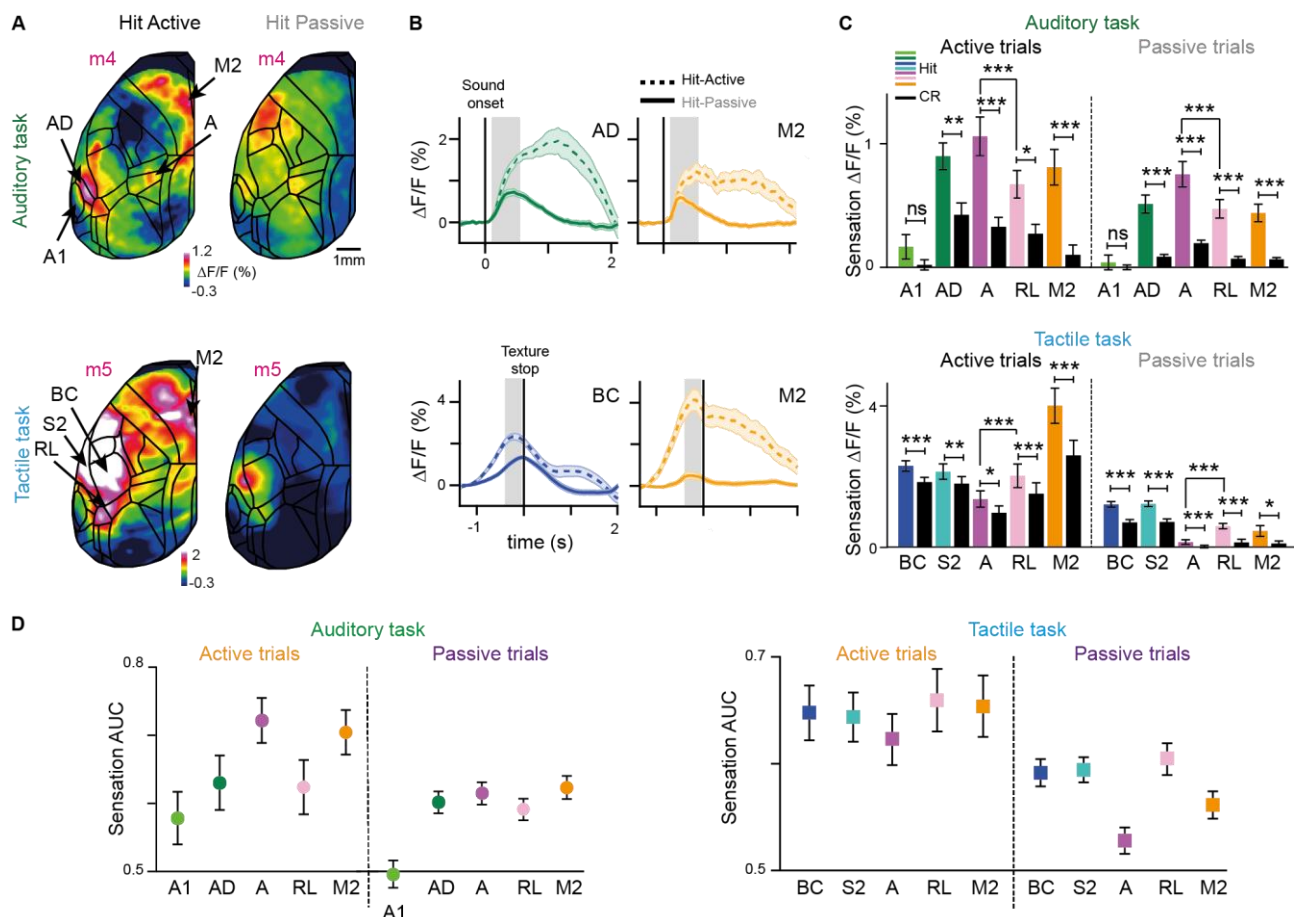 A
Hit Active
Hit Passive
Auditory task
m4
m4
M2
AD
A
A1
1.2
ΔF/F (%)
-0.3
1mm
Tactile task
m5
m5
M2
BC
S2
RL
2
-0.3
B
Hit-Active
Hit-Passive
Sound
onset
AD
M2
ΔF/F (%)
2
0
0
2
Texture
stop
BC
M2
ΔF/F (%)
4
2
0
-1
0
2
time (s)
C
Auditory task
Active trials
Passive trials
Hit
CR
Sensation ΔF/F (%)
1
0
ns
**
***
***
*
***
ns
***
***
***
***
***
A1 AD A RL M2
A1 AD A RL M2
Tactile task
Active trials
Passive trials
Sensation ΔF/F (%)
4
0
***
**
*
***
***
***
***
***
***
***
***
*
BC S2 A RL M2
BC S2 A RL M2
D
Auditory task
Active trials
Passive trials
Sensation AUC
0.8
0.5
A1 AD A RL M2
A1 AD A RL M2
Tactile task
Active trials
Passive trials
Sensation AUC
0.7
0.5
BC S2 A RL M2
BC S2 A RL M2